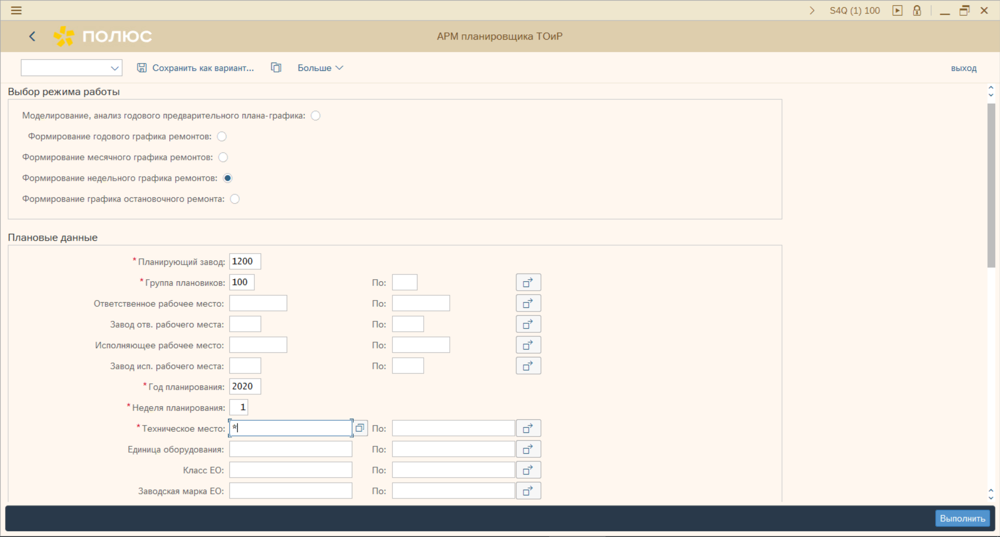 S4Q (1) 100
ПОЛЮС
АРМ планировщика ТОиР
Сохранить как вариант... Больше выход
Выбор режима работы
Моделирование, анализ годового предварительного плана-графика:
Формирование годового графика ремонтов:
Формирование месячного графика ремонтов:
Формирование недельного графика ремонтов:
Формирование графика остановочного ремонта:
Плановые данные
* Планирующий завод: 1200
* Группа плановиков: 100 По:
Ответственное рабочее место: По:
Завод отв. рабочего места: По:
Исполняющее рабочее место: По:
Завод исп. рабочего места: По:
* Год планирования: 2020
* Неделя планирования: 1
* Техническое место: * По:
Единица оборудования: По:
Класс ЕО: По:
Заводская марка ЕО: По:
Выполнить